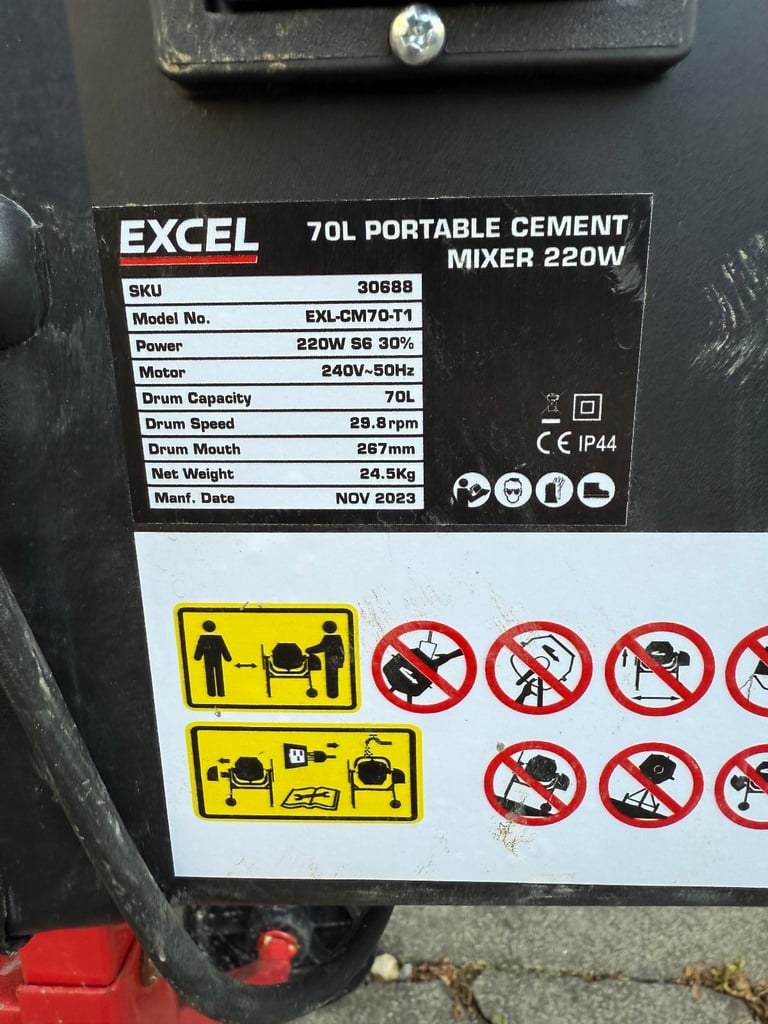 EXCEL
70L PORTABLE CEMENT
MIXER 220W
SKU 30688
Model No. EXL-CM70-T1
Power 220W S6 30%
Motor 240V~50Hz
Drum Capacity 70L
Drum Speed 29.8rpm
Drum Mouth 267mm
Net Weight 24.5Kg
Manf. Date NOV 2023
CE IP44